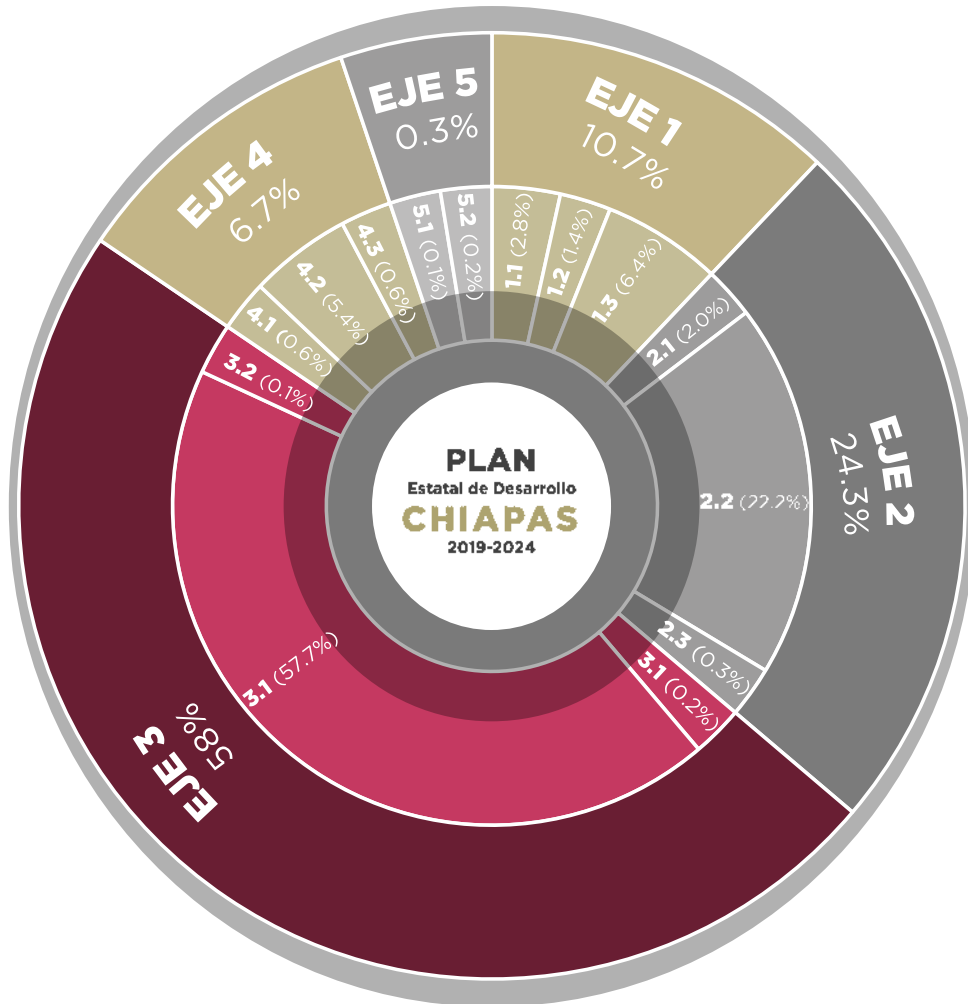 PLAN
Estatal de Desarrollo
CHIAPAS
2019-2024
EJE 1
10.7%
1.1 (2.8%)
1.2 (1.4%)
1.3 (6.4%)
EJE 2
24.3%
2.1 (2.0%)
2.2 (22.2%)
2.3 (0.3%)
EJE 3
58%
3.1 (0.2%)
3.1 (57.7%)
3.2 (0.1%)
EJE 4
6.7%
4.1 (0.6%)
4.2 (5.4%)
4.3 (0.6%)
EJE 5
0.3%
5.1 (0.1%)
5.2 (0.2%)